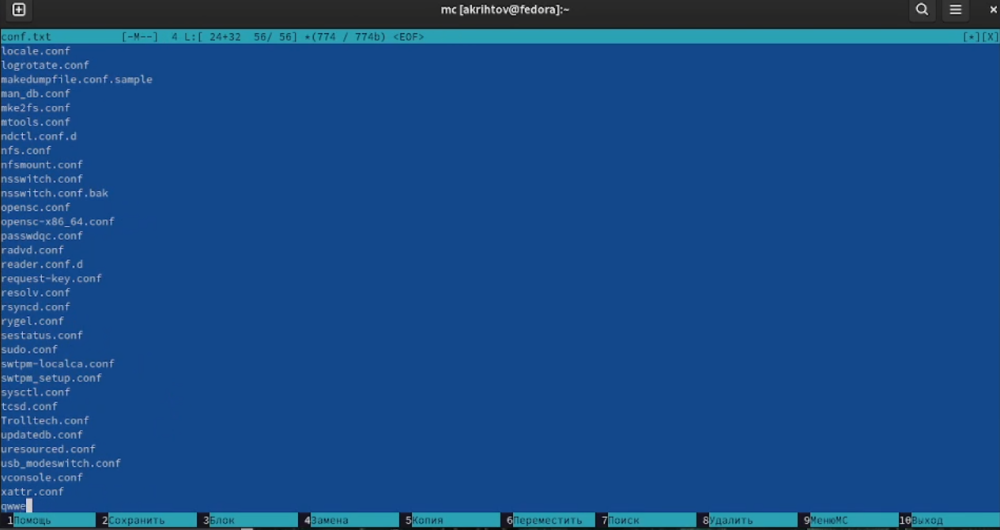 mc [akrihtov@fedora]:~
conf.txt [-M--] 4 L:[ 24+32 56/ 56] *(774 / 774b) <EOF> [*][X]
locale.conf
logrotate.conf
makedumpfile.conf.sample
man_db.conf
mke2fs.conf
mtools.conf
ndctl.conf.d
nfs.conf
nfsmount.conf
nsswitch.conf
nsswitch.conf.bak
opensc.conf
opensc-x86_64.conf
passwdqc.conf
radvd.conf
reader.conf.d
request-key.conf
resolv.conf
rsyncd.conf
rygel.conf
sestatus.conf
sudo.conf
swtpm-localca.conf
swtpm_setup.conf
sysctl.conf
tcsd.conf
Trolltech.conf
updatedb.conf
uresourced.conf
usb_modeswitch.conf
vconsole.conf
xattr.conf
qwwe
1Помощь 2Сохранить 3Блок 4Замена 5Копия 6Переместить 7Поиск 8Удалить 9МенюMC 10Выход